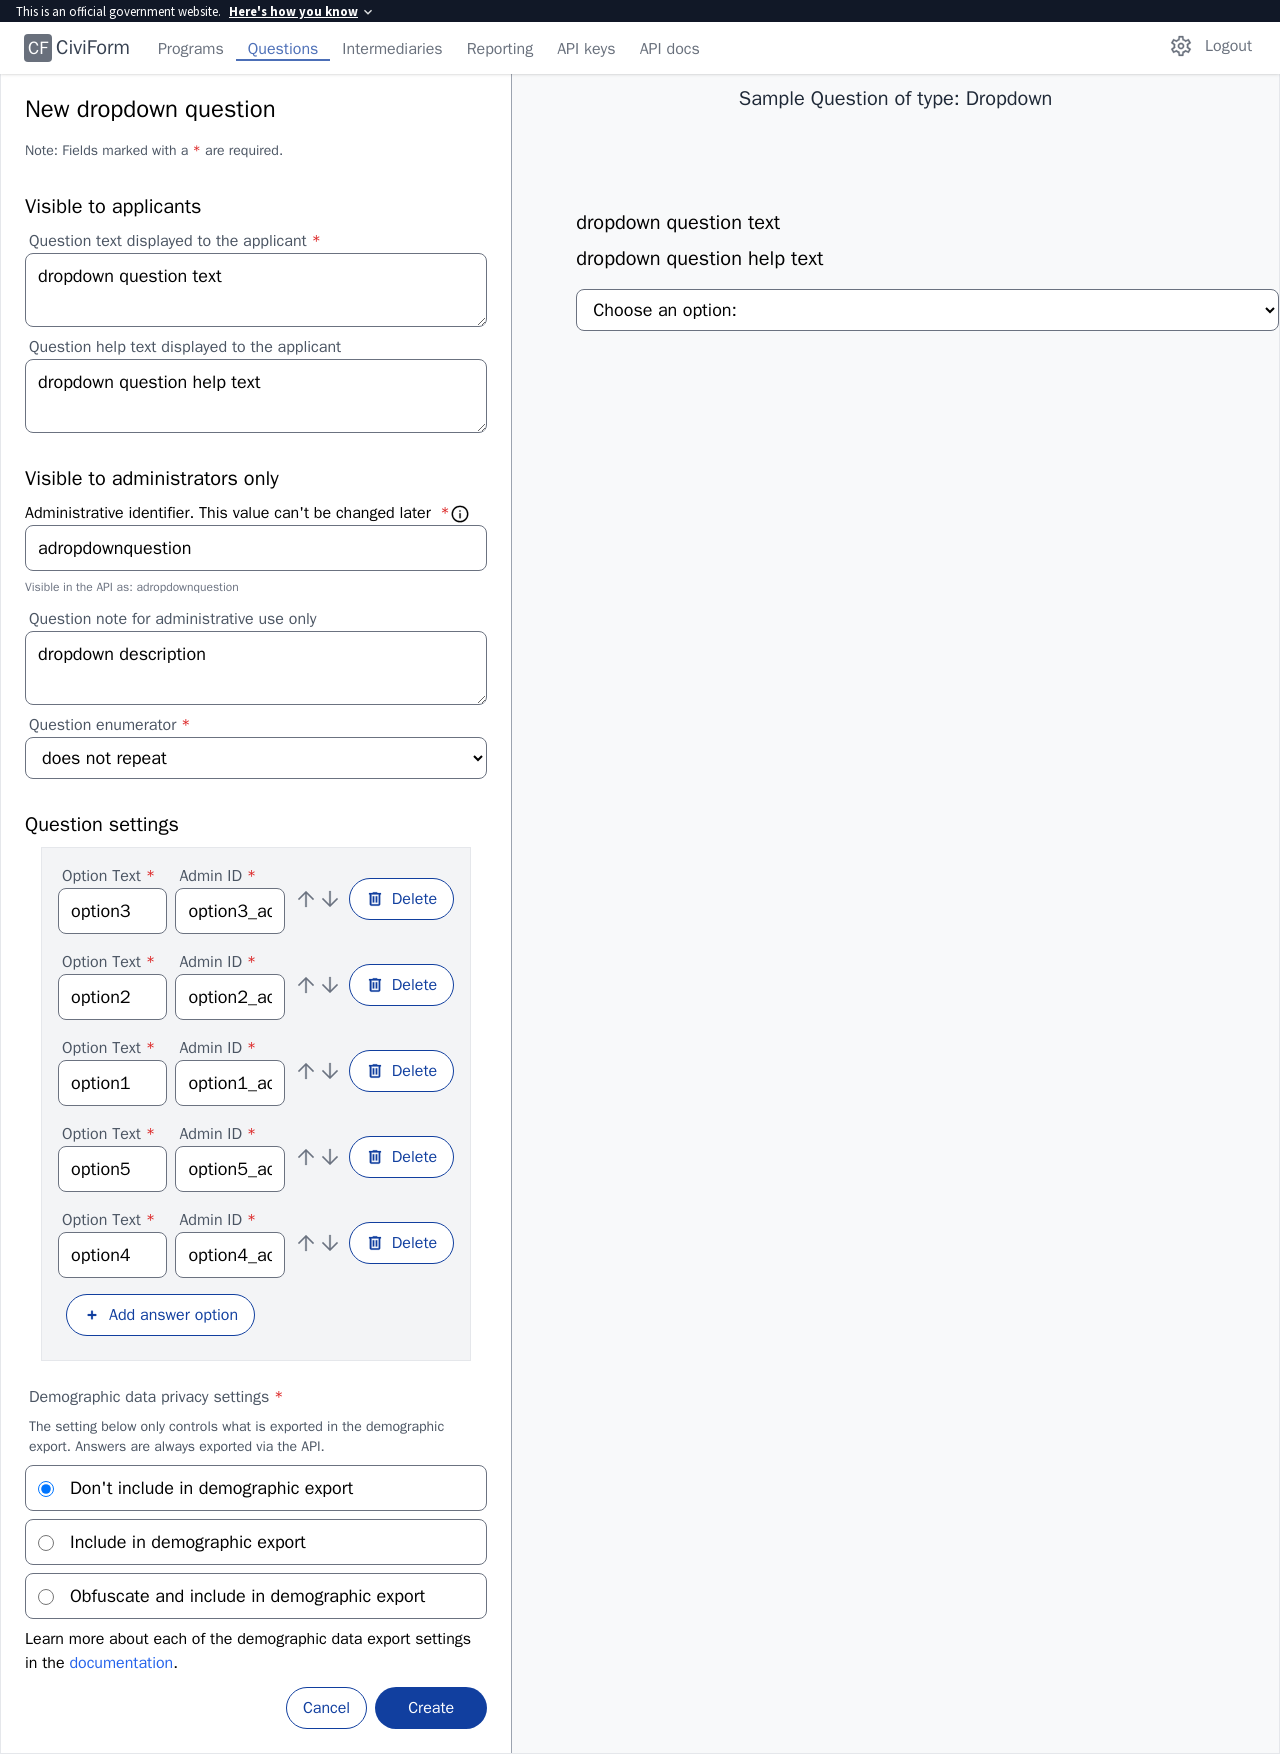 This is an official government website. Here's how you know
CF CiviForm Programs Questions Intermediaries Reporting API keys API docs Logout
New dropdown question
Note: Fields marked with a * are required.
Visible to applicants
Question text displayed to the applicant *
dropdown question text
Question help text displayed to the applicant
dropdown question help text
Visible to administrators only
Administrative identifier. This value can't be changed later *
adropdownquestion
Visible in the API as: adropdownquestion
Question note for administrative use only
dropdown description
Question enumerator *
does not repeat
Question settings
Option Text * Admin ID *
option3 option3_ad Delete
Option Text * Admin ID *
option2 option2_ad Delete
Option Text * Admin ID *
option1 option1_ad Delete
Option Text * Admin ID *
option5 option5_ad Delete
Option Text * Admin ID *
option4 option4_ad Delete
+ Add answer option
Demographic data privacy settings *
The setting below only controls what is exported in the demographic
export. Answers are always exported via the API.
Don't include in demographic export
Include in demographic export
Obfuscate and include in demographic export
Learn more about each of the demographic data export settings
in the documentation.
Cancel Create
Sample Question of type: Dropdown
dropdown question text
dropdown question help text
Choose an option: